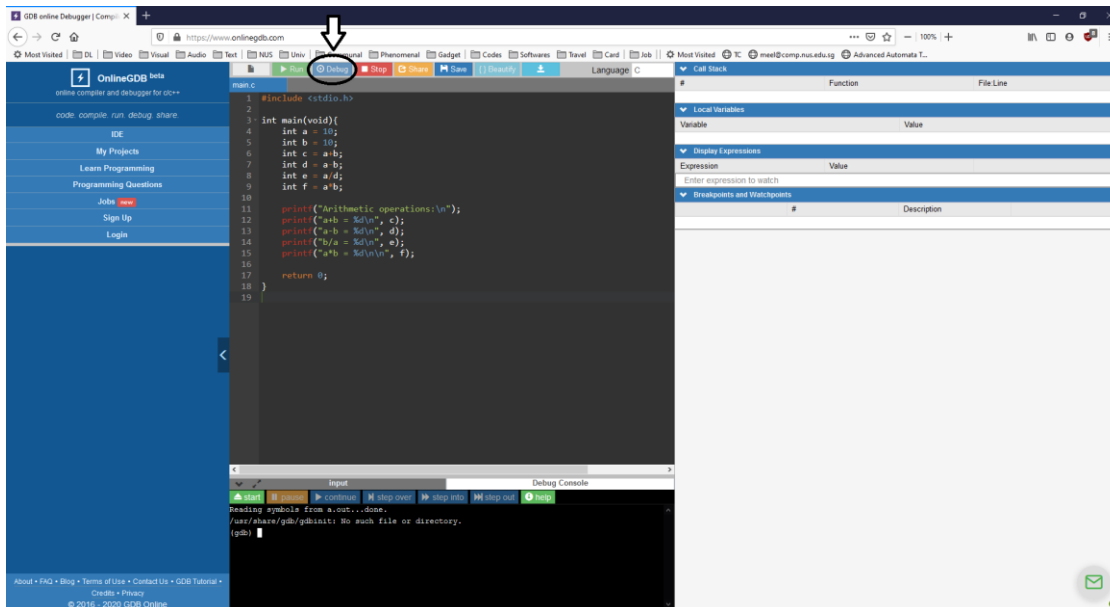 GDB online Debugger | Compil
https://www.onlinegdb.com
100%
Most Visited DL Video Visual Audio Text NUS Univ Communal Phenomenal Gadget Codes Softwares Travel Card Job Most Visited meel@comp.nus.edu.sg Advanced Automata T...
OnlineGDB beta
online compiler and debugger for c/c++
code. compile. run. debug. share.
IDE
My Projects
Learn Programming
Programming Questions
Jobs new
Sign Up
Login
About • FAQ • Blog • Terms of Use • Contact Us • GDB Tutorial •
Credits • Privacy
© 2016 - 2020 GDB Online
Run Debug Stop Share Save {} Beautify Language C
main.c
1 #include <stdio.h>
2
3 int main(void){
4 int a = 10;
5 int b = 10;
6 int c = a+b;
7 int d = a-b;
8 int e = a/d;
9 int f = a*b;
10
11 printf("Arithmetic operations:\n");
12 printf("a+b = %d\n", c);
13 printf("a-b = %d\n", d);
14 printf("b/a = %d\n", e);
15 printf("a*b = %d\n\n", f);
16
17 return 0;
18 }
19
input Debug Console
start pause continue step over step into step out help
Reading symbols from a.out...done.
/usr/share/gdb/gdbinit: No such file or directory.
(gdb)
Call Stack
# Function File:Line
Local Variables
Variable Value
Display Expressions
Expression Value
Enter expression to watch
Breakpoints and Watchpoints
# Description